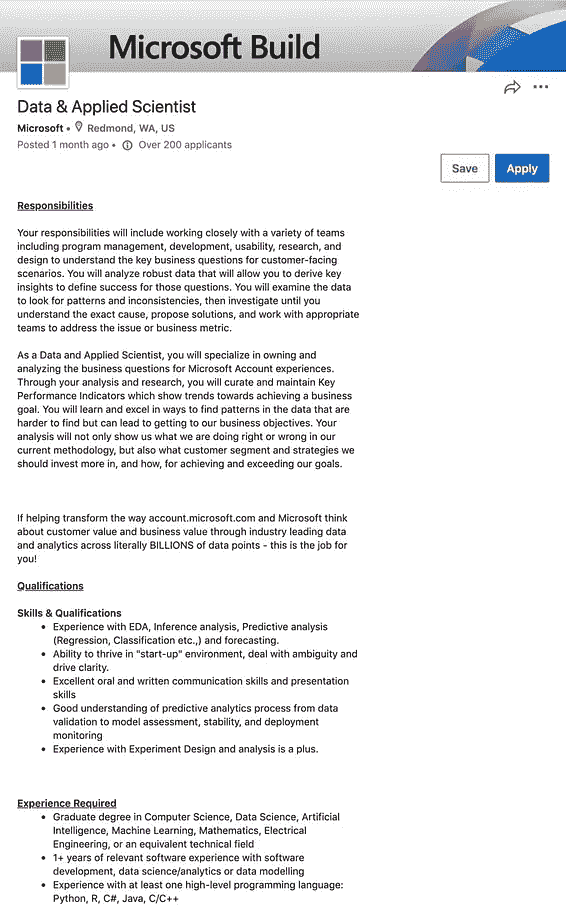 Microsoft Build
Data & Applied Scientist
Microsoft • Redmond, WA, US
Posted 1 month ago • Over 200 applicants
Save Apply
Responsibilities
Your responsibilities will include working closely with a variety of teams
including program management, development, usability, research, and
design to understand the key business questions for customer-facing
scenarios. You will analyze robust data that will allow you to derive key
insights to define success for those questions. You will examine the data
to look for patterns and inconsistencies, then investigate until you
understand the exact cause, propose solutions, and work with appropriate
teams to address the issue or business metric.
As a Data and Applied Scientist, you will specialize in owning and
analyzing the business questions for Microsoft Account experiences.
Through your analysis and research, you will curate and maintain Key
Performance Indicators which show trends towards achieving a business
goal. You will learn and excel in ways to find patterns in the data that are
harder to find but can lead to getting to our business objectives. Your
analysis will not only show us what we are doing right or wrong in our
current methodology, but also what customer segment and strategies we
should invest more in, and how, for achieving and exceeding our goals.
If helping transform the way account.microsoft.com and Microsoft think
about customer value and business value through industry leading data
and analytics across literally BILLIONS of data points - this is the job for
you!
Qualifications
Skills & Qualifications
• Experience with EDA, Inference analysis, Predictive analysis
(Regression, Classification etc.,) and forecasting.
• Ability to thrive in "start-up" environment, deal with ambiguity and
drive clarity.
• Excellent oral and written communication skills and presentation
skills
• Good understanding of predictive analytics process from data
validation to model assessment, stability, and deployment
monitoring
• Experience with Experiment Design and analysis is a plus.
Experience Required
• Graduate degree in Computer Science, Data Science, Artificial
Intelligence, Machine Learning, Mathematics, Electrical
Engineering, or an equivalent technical field
• 1+ years of relevant software experience with software
development, data science/analytics or data modelling
• Experience with at least one high-level programming language:
Python, R, C#, Java, C/C++